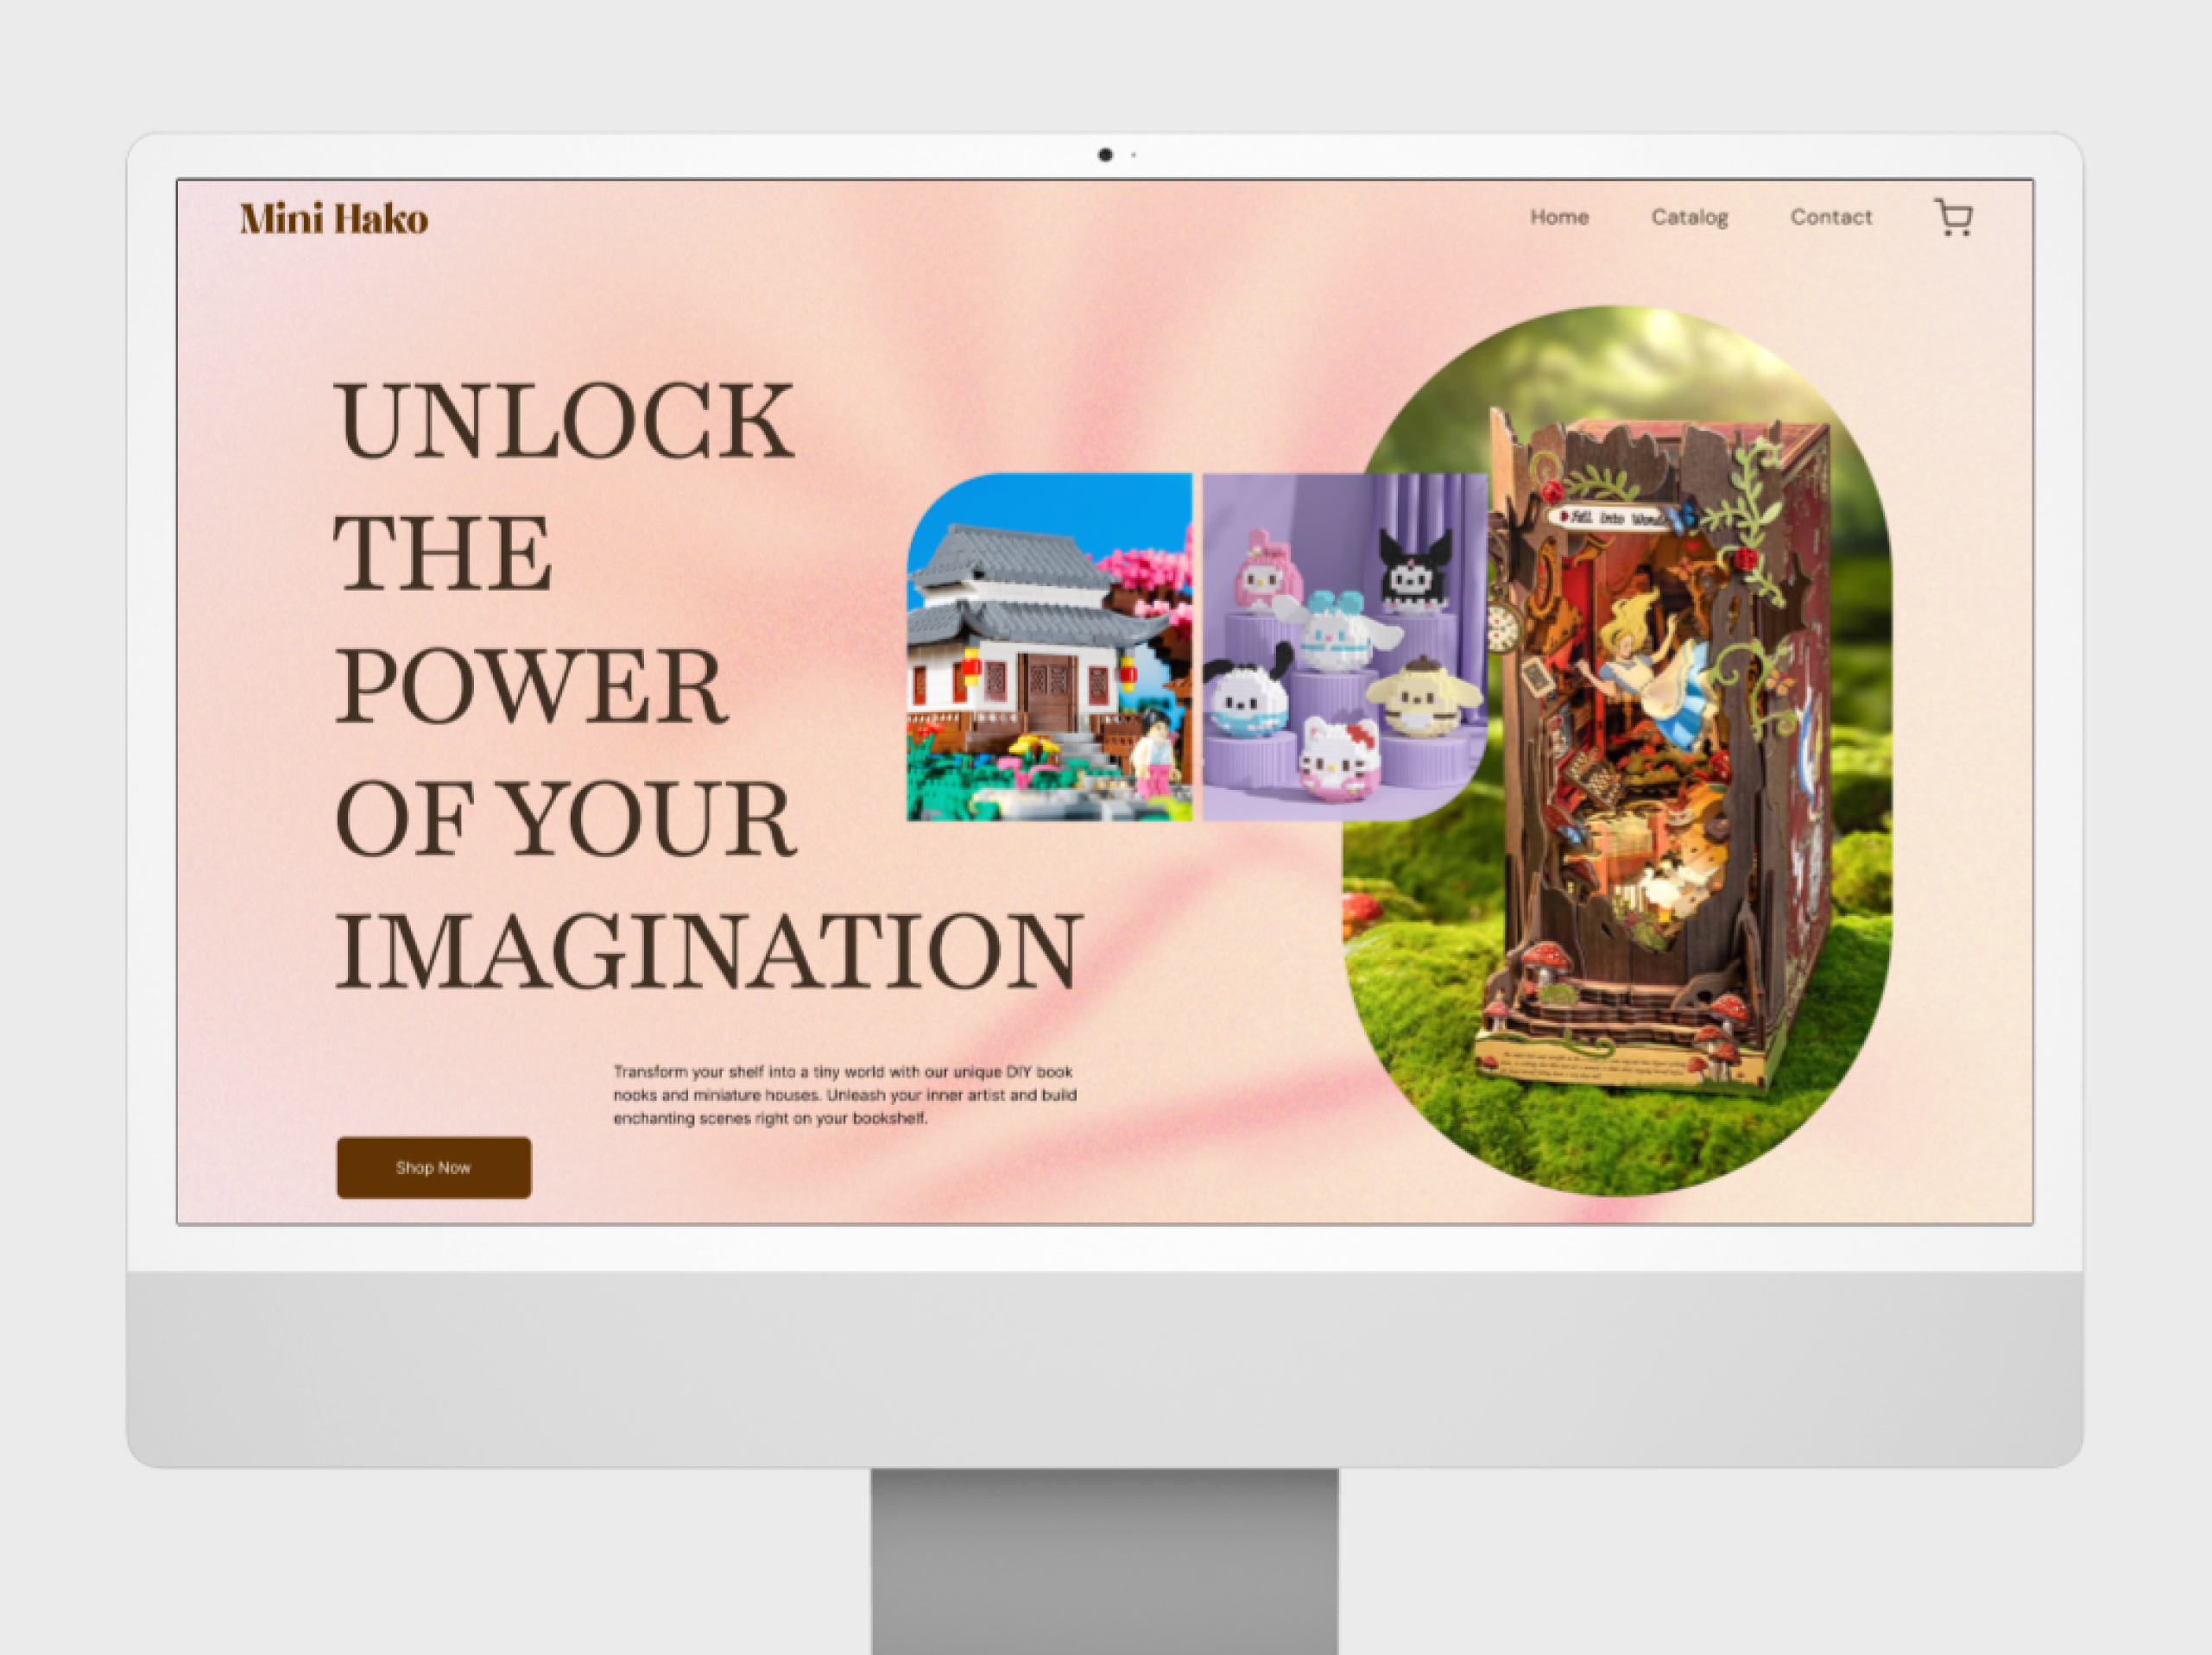 Mini Hako
Home
Catalog
Contact
UNLOCK
THE
POWER
OF YOUR
IMAGINATION
Fell Into
Transform your shelf into a tiny world with our unique DIY book
nooks and miniature houses. Unleash your inner artist and build
enchanting scenes right on your bookshelf.
Shop Now